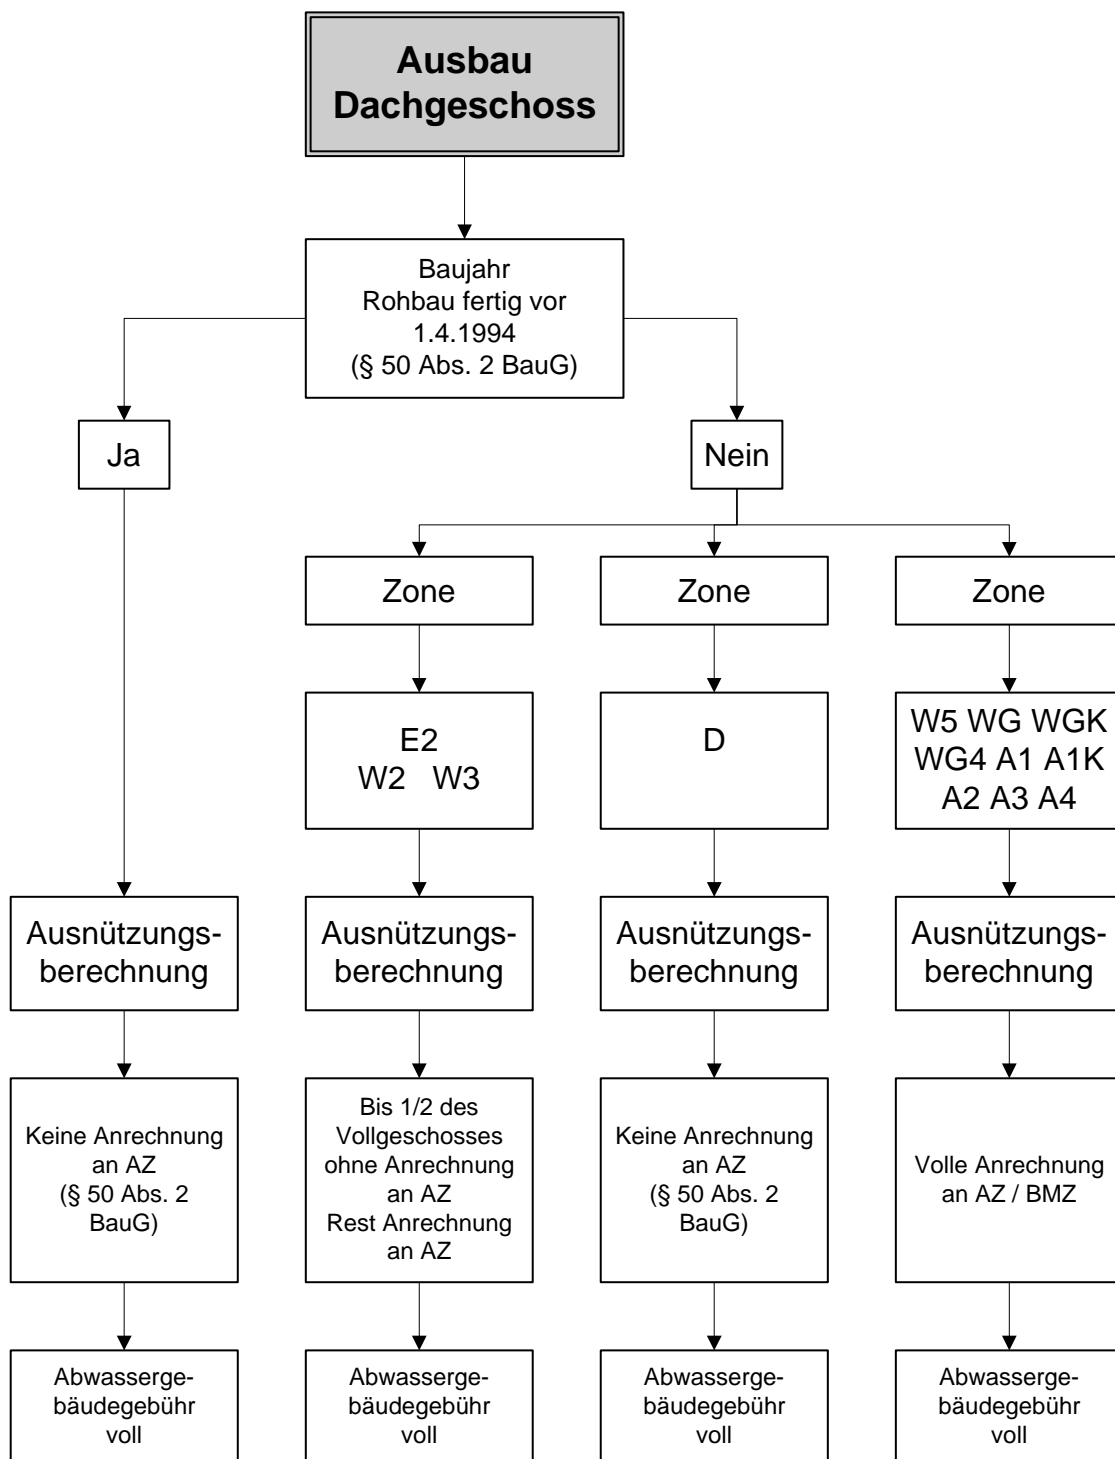 Ausbau
Dachgeschoss
Baujahr
Rohbau fertig vor
1.4.1994
(§ 50 Abs. 2 BauG)
Ja
Nein
Zone
Zone
Zone
E2
W2 W3
D
W5 WG WGK
WG4 A1 A1K
A2 A3 A4
Ausnützungs-
berechnung
Ausnützungs-
berechnung
Ausnützungs-
berechnung
Ausnützungs-
berechnung
Keine Anrechnung
an AZ
(§ 50 Abs. 2
BauG)
Bis 1/2 des
Vollgeschosses
ohne Anrechnung
an AZ
Rest Anrechnung
an AZ
Keine Anrechnung
an AZ
(§ 50 Abs. 2
BauG)
Volle Anrechnung
an AZ / BMZ
Abwasserge-
bäudegebühr
voll
Abwasserge-
bäudegebühr
voll
Abwasserge-
bäudegebühr
voll
Abwasserge-
bäudegebühr
voll